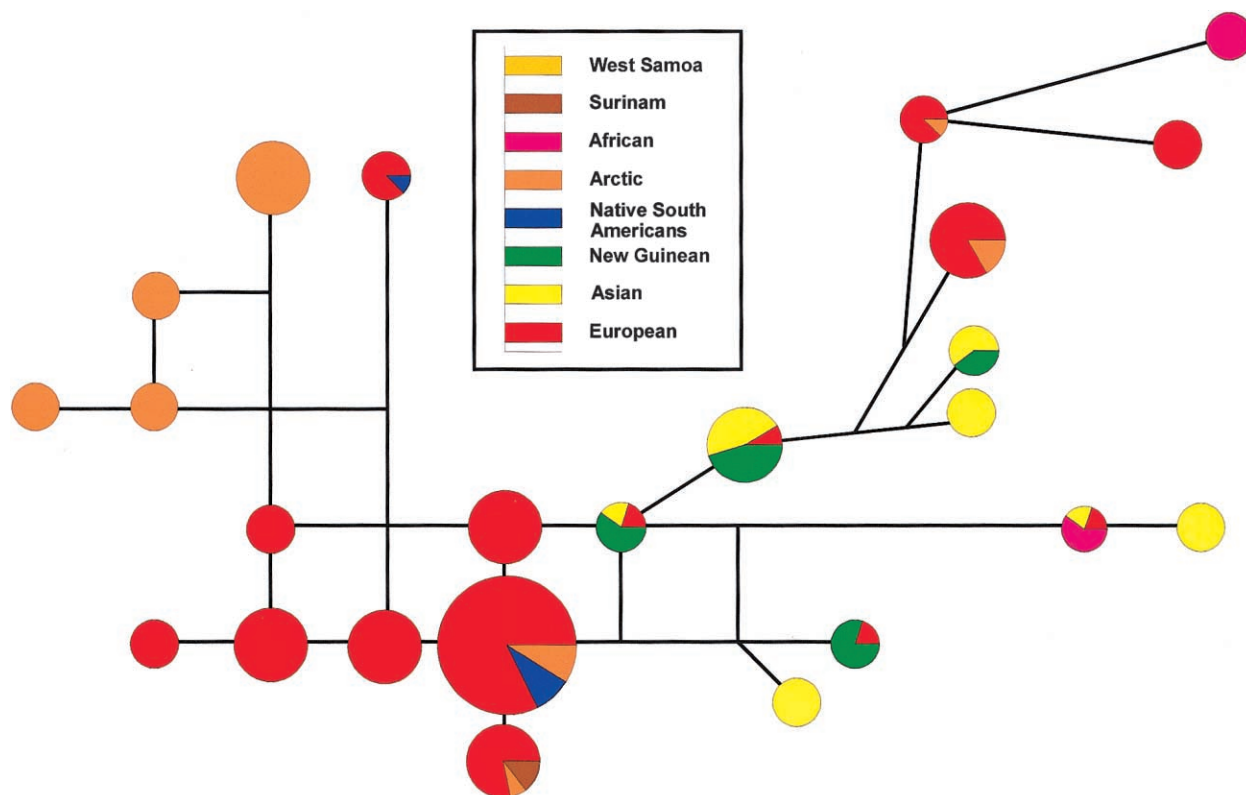 West Samoa
Surinam
African
Arctic
Native South
Americans
New Guinean
Asian
European